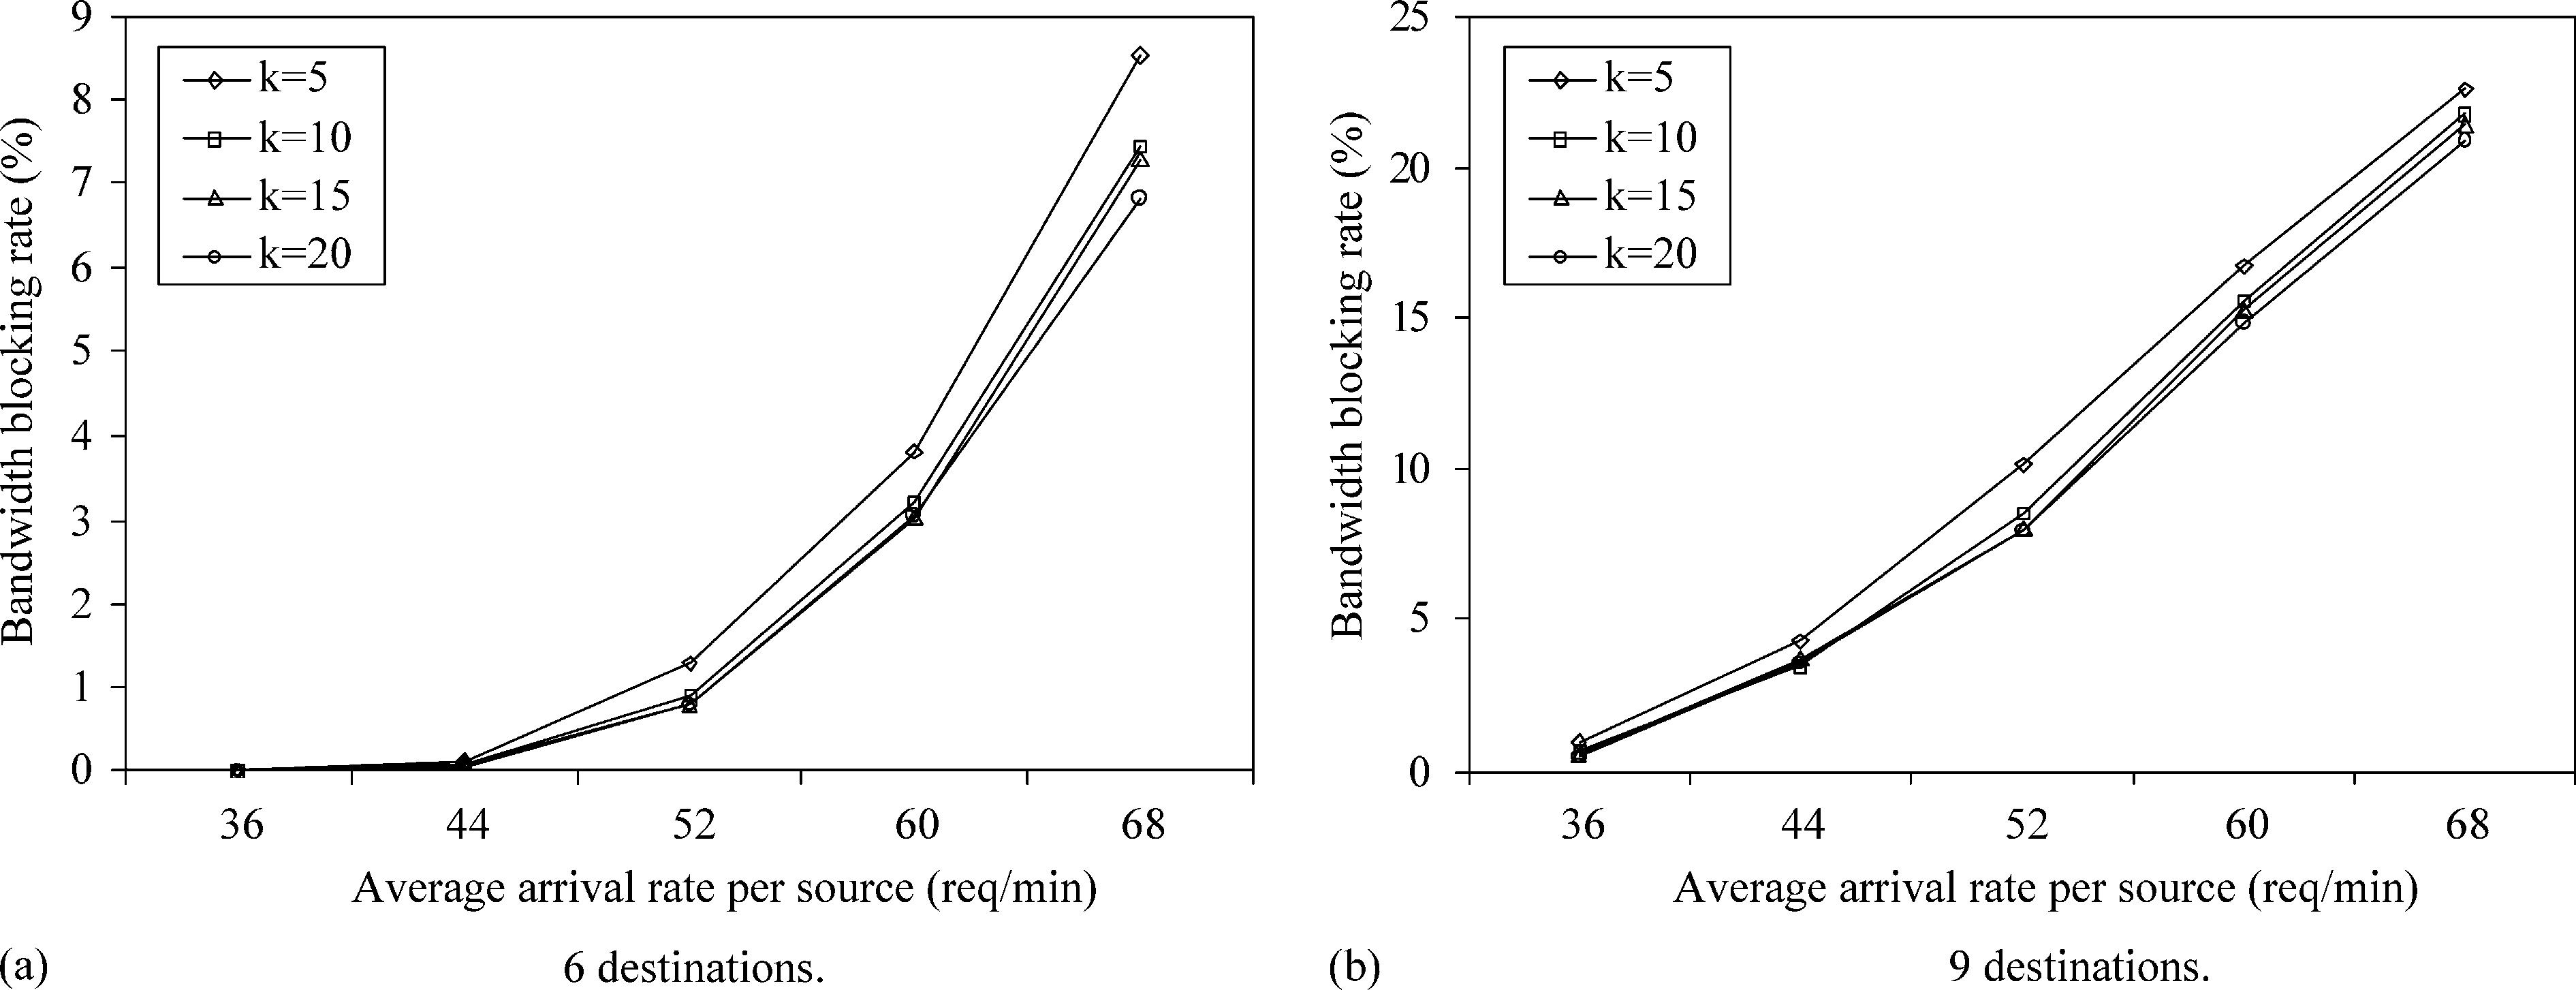 9
8
7
6
5
4
3
2
1
0
Bandwidth blocking rate (%)
k=5
k=10
k=15
k=20
36 44 52 60 68
Average arrival rate per source (req/min)
(a) 6 destinations.
25
20
15
10
5
0
Bandwidth blocking rate (%)
k=5
k=10
k=15
k=20
36 44 52 60 68
Average arrival rate per source (req/min)
(b) 9 destinations.